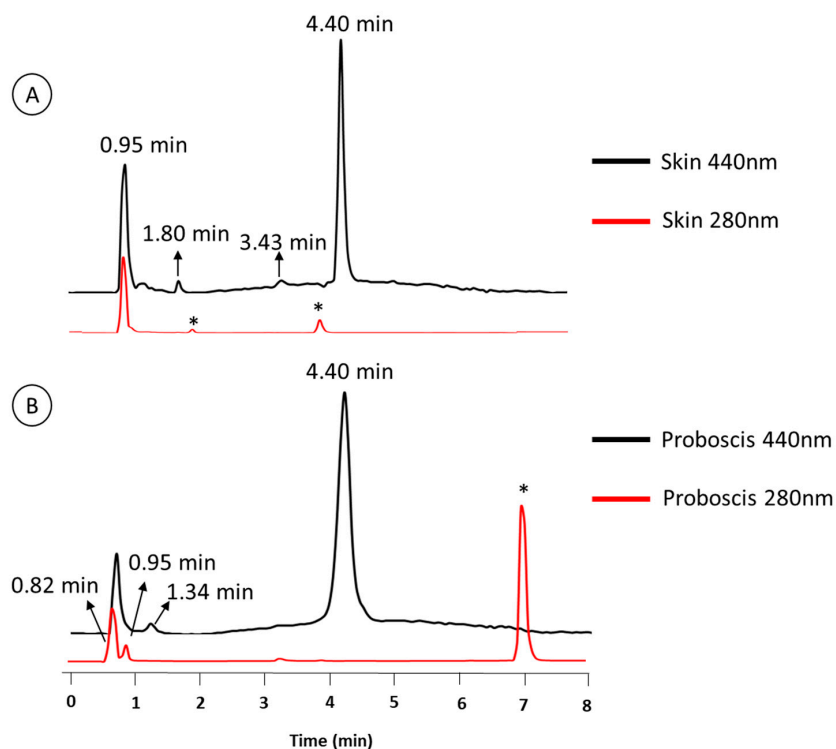 4.40 min
A
0.95 min
Skin 440nm
1.80 min
3.43 min
Skin 280nm
*
*
4.40 min
B
Proboscis 440nm
*
Proboscis 280nm
0.95 min
0.82 min
1.34 min
0 1 2 3 4 5 6 7 8
Time (min)